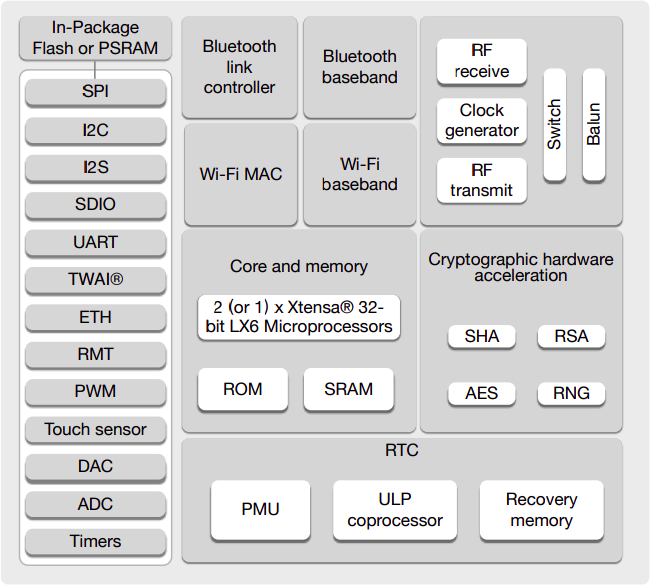 In-Package
Flash or PSRAM
SPI
I2C
I2S
SDIO
UART
TWAI®
ETH
RMT
PWM
Touch sensor
DAC
ADC
Timers
Bluetooth
link
controller
Bluetooth
baseband
Wi-Fi MAC
Wi-Fi
baseband
RF
receive
Clock
generator
RF
transmit
Switch
Balun
Core and memory
2 (or 1) x Xtensa® 32-
bit LX6 Microprocessors
ROM
SRAM
Cryptographic hardware
acceleration
SHA
RSA
AES
RNG
RTC
PMU
ULP
coprocessor
Recovery
memory